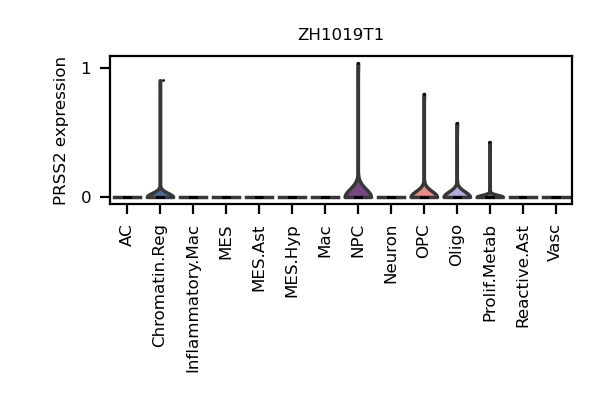 ZH1019T1
PRSS2 expression
1
0
AC
Chromatin.Reg
Inflammatory.Mac
MES
MES.Ast
MES.Hyp
Mac
NPC
Neuron
OPC
Oligo
Prolif.Metab
Reactive.Ast
Vasc